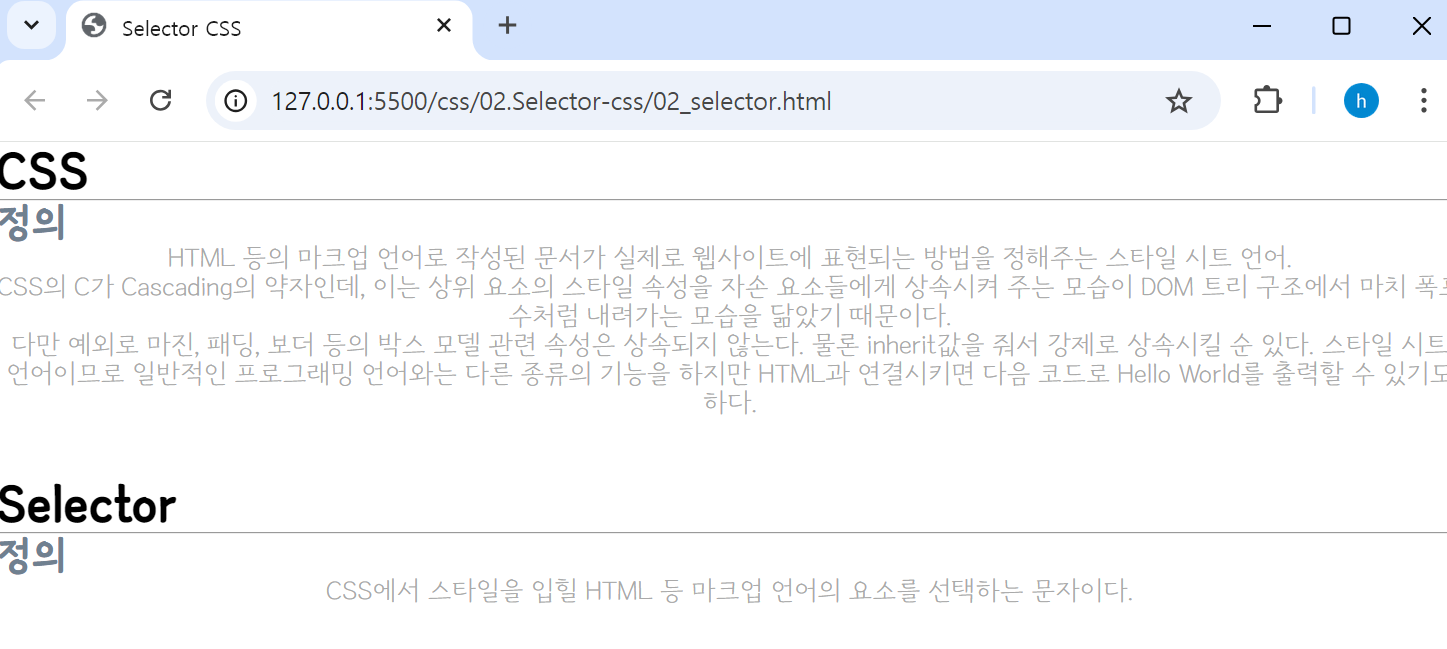 Selector CSS
127.0.0.1:5500/css/02.Selector-css/02_selector.html
h
CSS
정의
HTML 등의 마크업 언어로 작성된 문서가 실제로 웹사이트에 표현되는 방법을 정해주는 스타일 시트 언어.
CSS의 C가 Cascading의 약자인데, 이는 상위 요소의 스타일 속성을 자손 요소들에게 상속시켜 주는 모습이 DOM 트리 구조에서 마치 폭포
수처럼 내려가는 모습을 닮았기 때문이다.
다만 예외로 마진, 패딩, 보더 등의 박스 모델 관련 속성은 상속되지 않는다. 물론 inherit값을 줘서 강제로 상속시킬 순 있다. 스타일 시트
언어이므로 일반적인 프로그래밍 언어와는 다른 종류의 기능을 하지만 HTML과 연결시키면 다음 코드로 Hello World를 출력할 수 있기도
하다.
Selector
정의
CSS에서 스타일을 입힐 HTML 등 마크업 언어의 요소를 선택하는 문자이다.